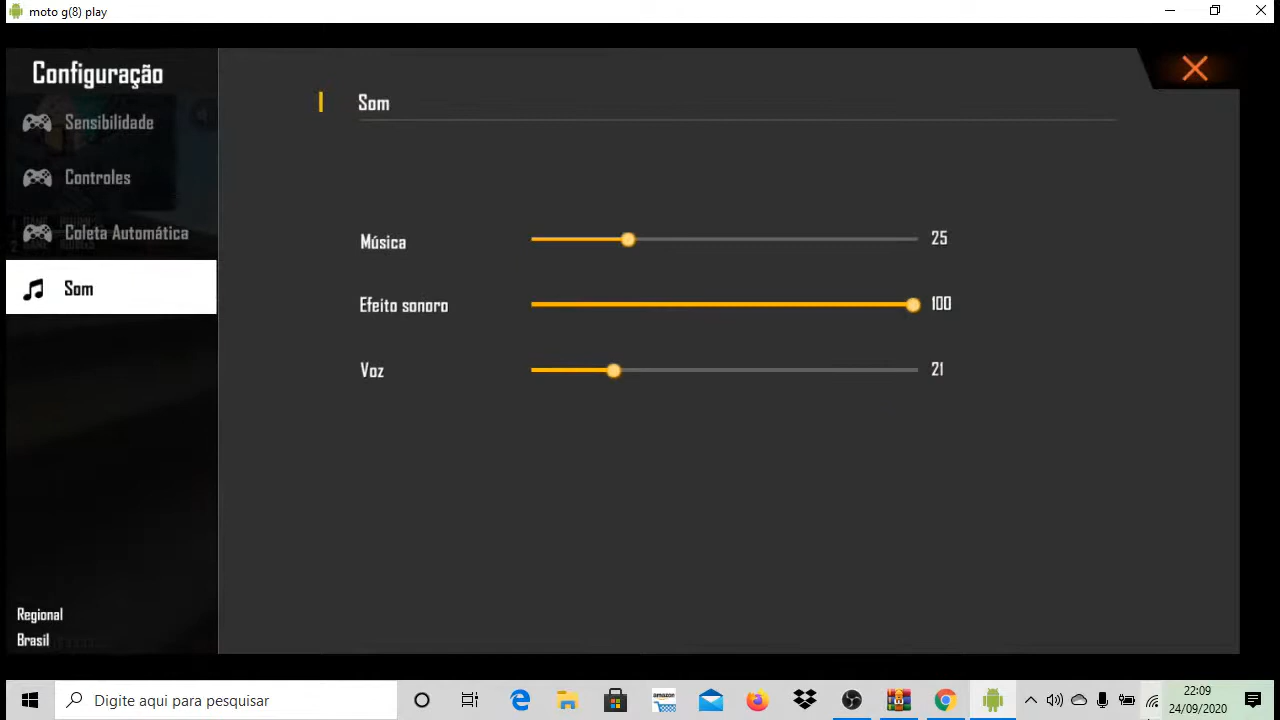 moto g(8) play
Configuração
Sensibilidade
Controles
Coleta Automática
Som
Regional
Brasil
Som
Música 25
Efeito sonoro 100
Voz 21
Digite aqui para pesquisar
amazon
22:09
24/09/2020